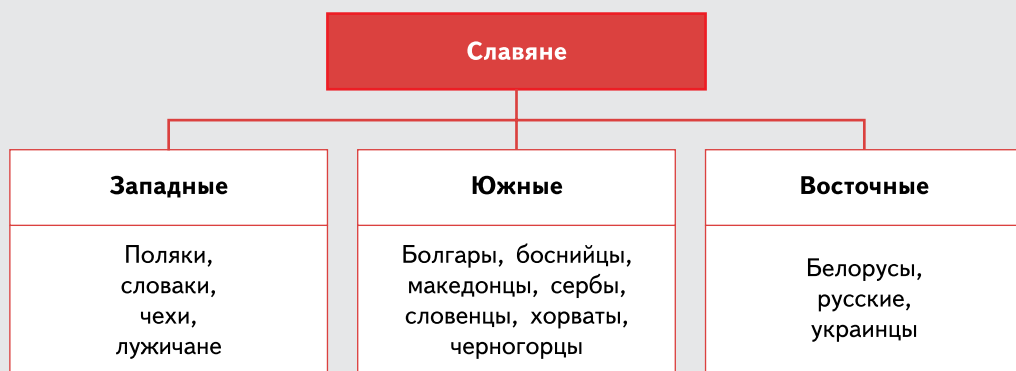 Славяне
Западные
Поляки,
словаки,
чехи,
лужичане
Южные
Болгары, боснийцы,
македонцы, сербы,
словенцы, хорваты,
черногорцы
Восточные
Белорусы,
русские,
украинцы